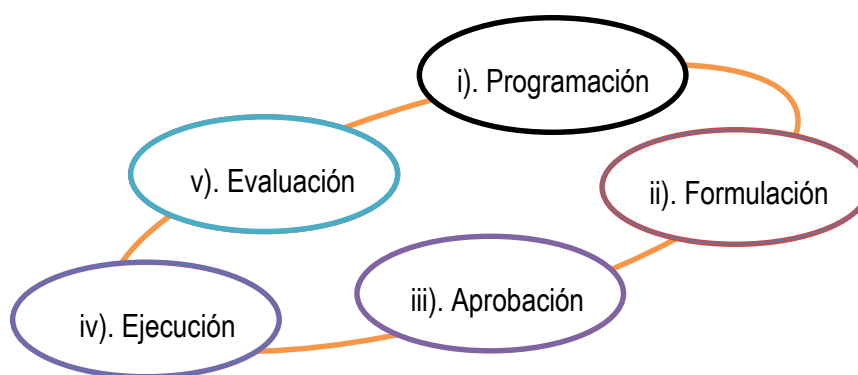 i). Programación
ii). Formulación
iii). Aprobación
iv). Ejecución
v). Evaluación